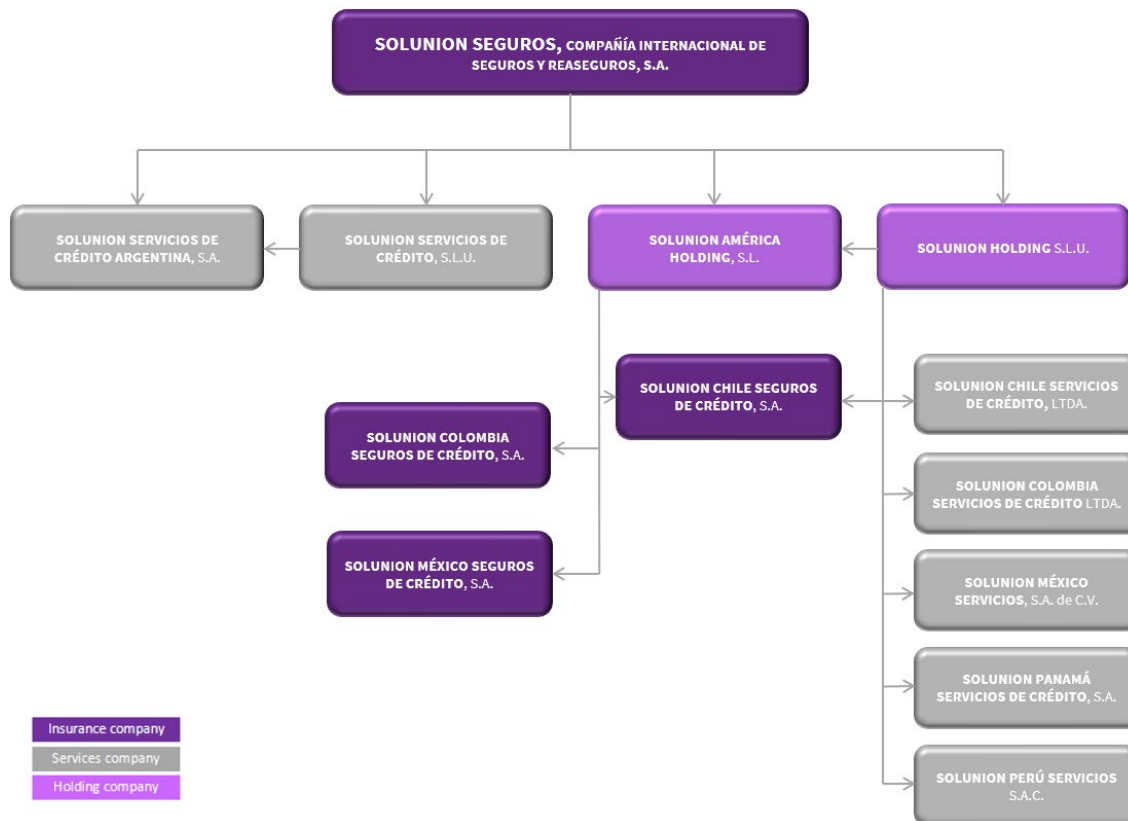 SOLUNION SEGUROS, COMPAÑÍA INTERNACIONAL DE
SEGUROS Y REASEGUROS, S.A.
SOLUNION SERVICIOS DE
CRÉDITO ARGENTINA, S.A.
SOLUNION SERVICIOS DE
CRÉDITO, S.L.U.
SOLUNION AMÉRICA
HOLDING, S.L.
SOLUNION HOLDING S.L.U.
SOLUNION CHILE SEGUROS
DE CRÉDITO, S.A.
SOLUNION CHILE SERVICIOS
DE CRÉDITO, LTDA.
SOLUNION COLOMBIA
SEGUROS DE CRÉDITO, S.A.
SOLUNION COLOMBIA
SERVICIOS DE CRÉDITO LTDA.
SOLUNION MÉXICO SEGUROS
DE CRÉDITO, S.A.
SOLUNION MÉXICO
SERVICIOS, S.A. de C.V.
SOLUNION PANAMÁ
SERVICIOS DE CRÉDITO, S.A.
SOLUNION PERÚ SERVICIOS
S.A.C.
Insurance company
Services company
Holding company